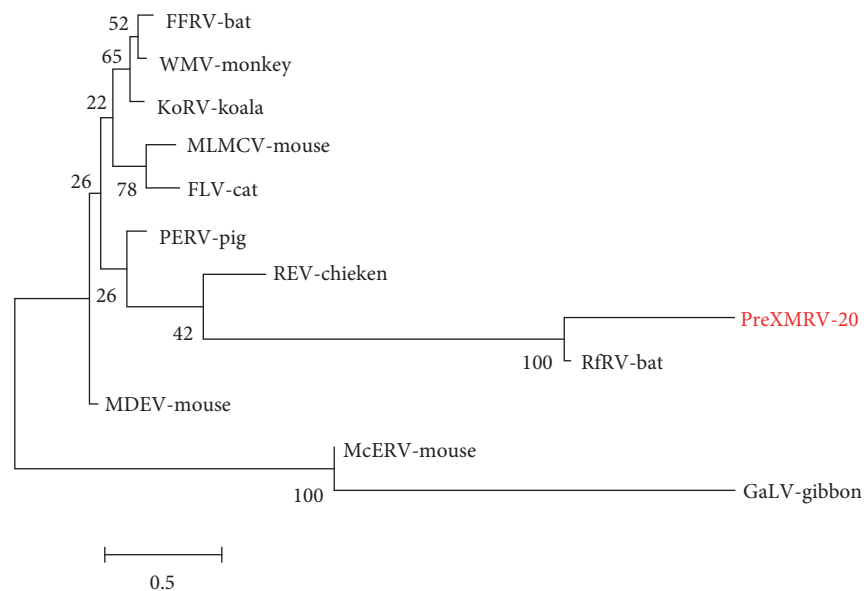 52
FFRV-bat
65
WMV-monkey
22
KoRV-koala
MLMCV-mouse
26
78
FLV-cat
PERV-pig
REV-chieken
26
42
PreXMRV-20
100
RfRV-bat
MDEV-mouse
McERV-mouse
100
GaLV-gibbon
0.5